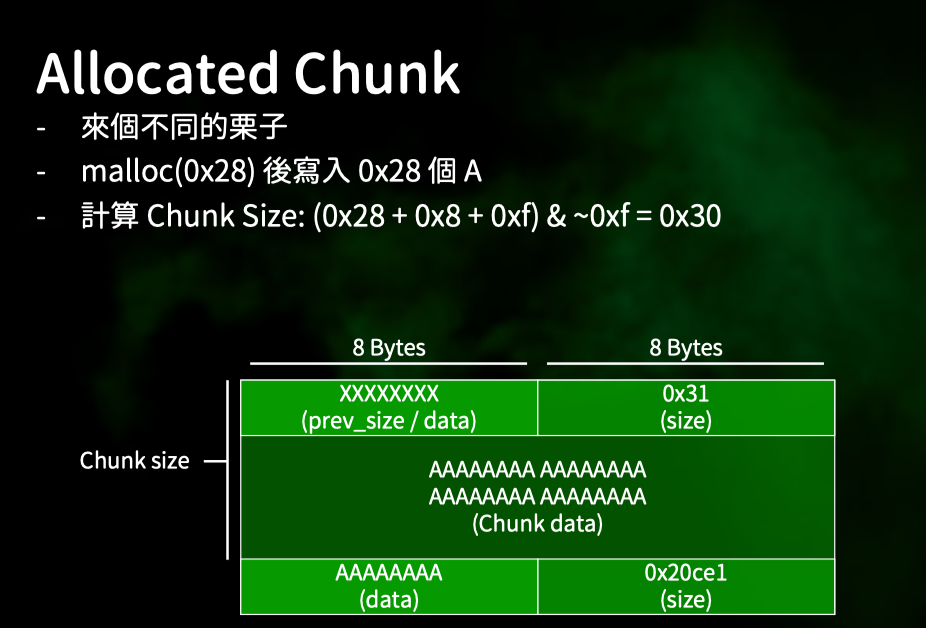 Allocated Chunk
- 來個不同的栗子
- malloc(0x28) 後寫入 0x28 個 A
- 計算 Chunk Size: (0x28 + 0x8 + 0xf) & ~0xf = 0x30
8 Bytes
8 Bytes
XXXXXXXX
(prev_size / data)
0x31
(size)
Chunk size
AAAAAAAA AAAAAAAA
AAAAAAAA AAAAAAAA
(Chunk data)
AAAAAAAA
(data)
0x20ce1
(size)